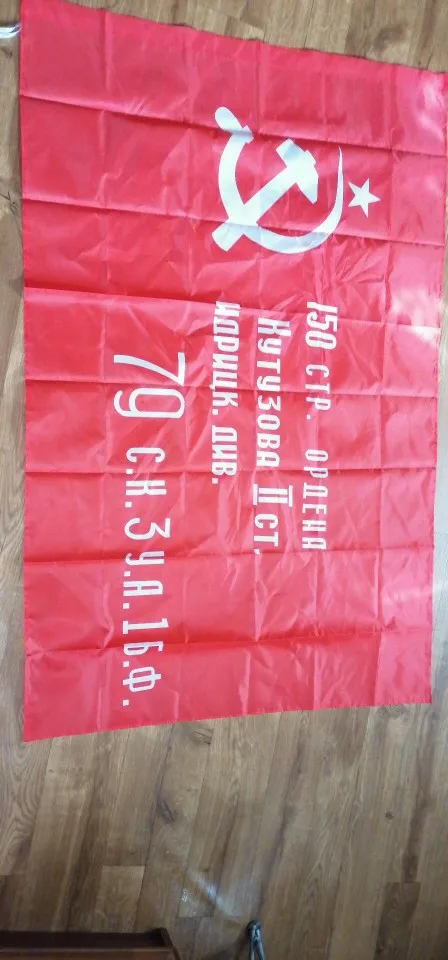 150 СТР. ОРДЕНА
КУТУЗОВА II СТ.
ИДРИЦК. ДИВ.
79 С.К. 3 У.А. 1 Б.Ф.